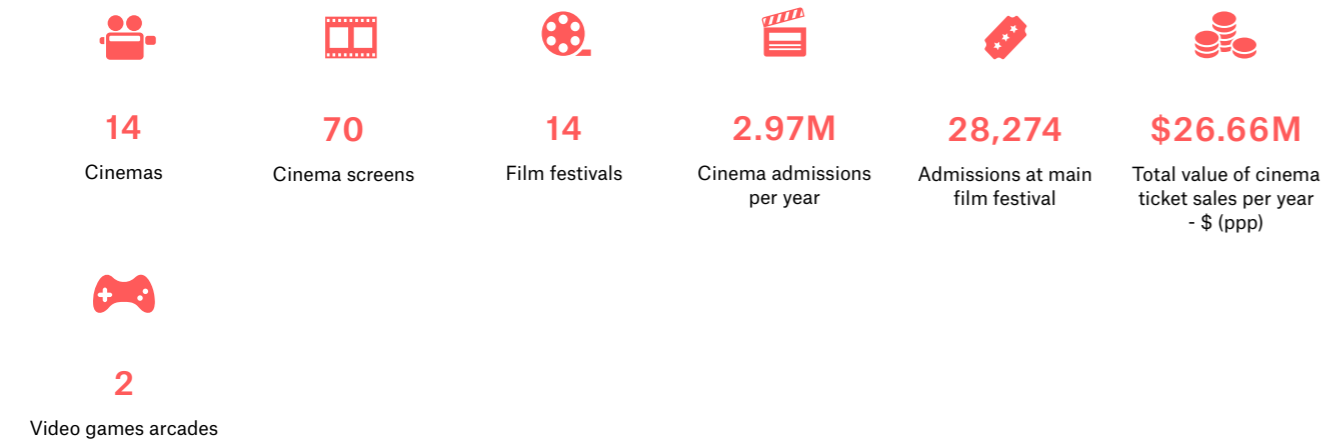 14
Cinemas
70
Cinema screens
14
Film festivals
2.97M
Cinema admissions
per year
28,274
Admissions at main
film festival
$26.66M
Total value of cinema
ticket sales per year
- $ (ppp)
2
Video games arcades